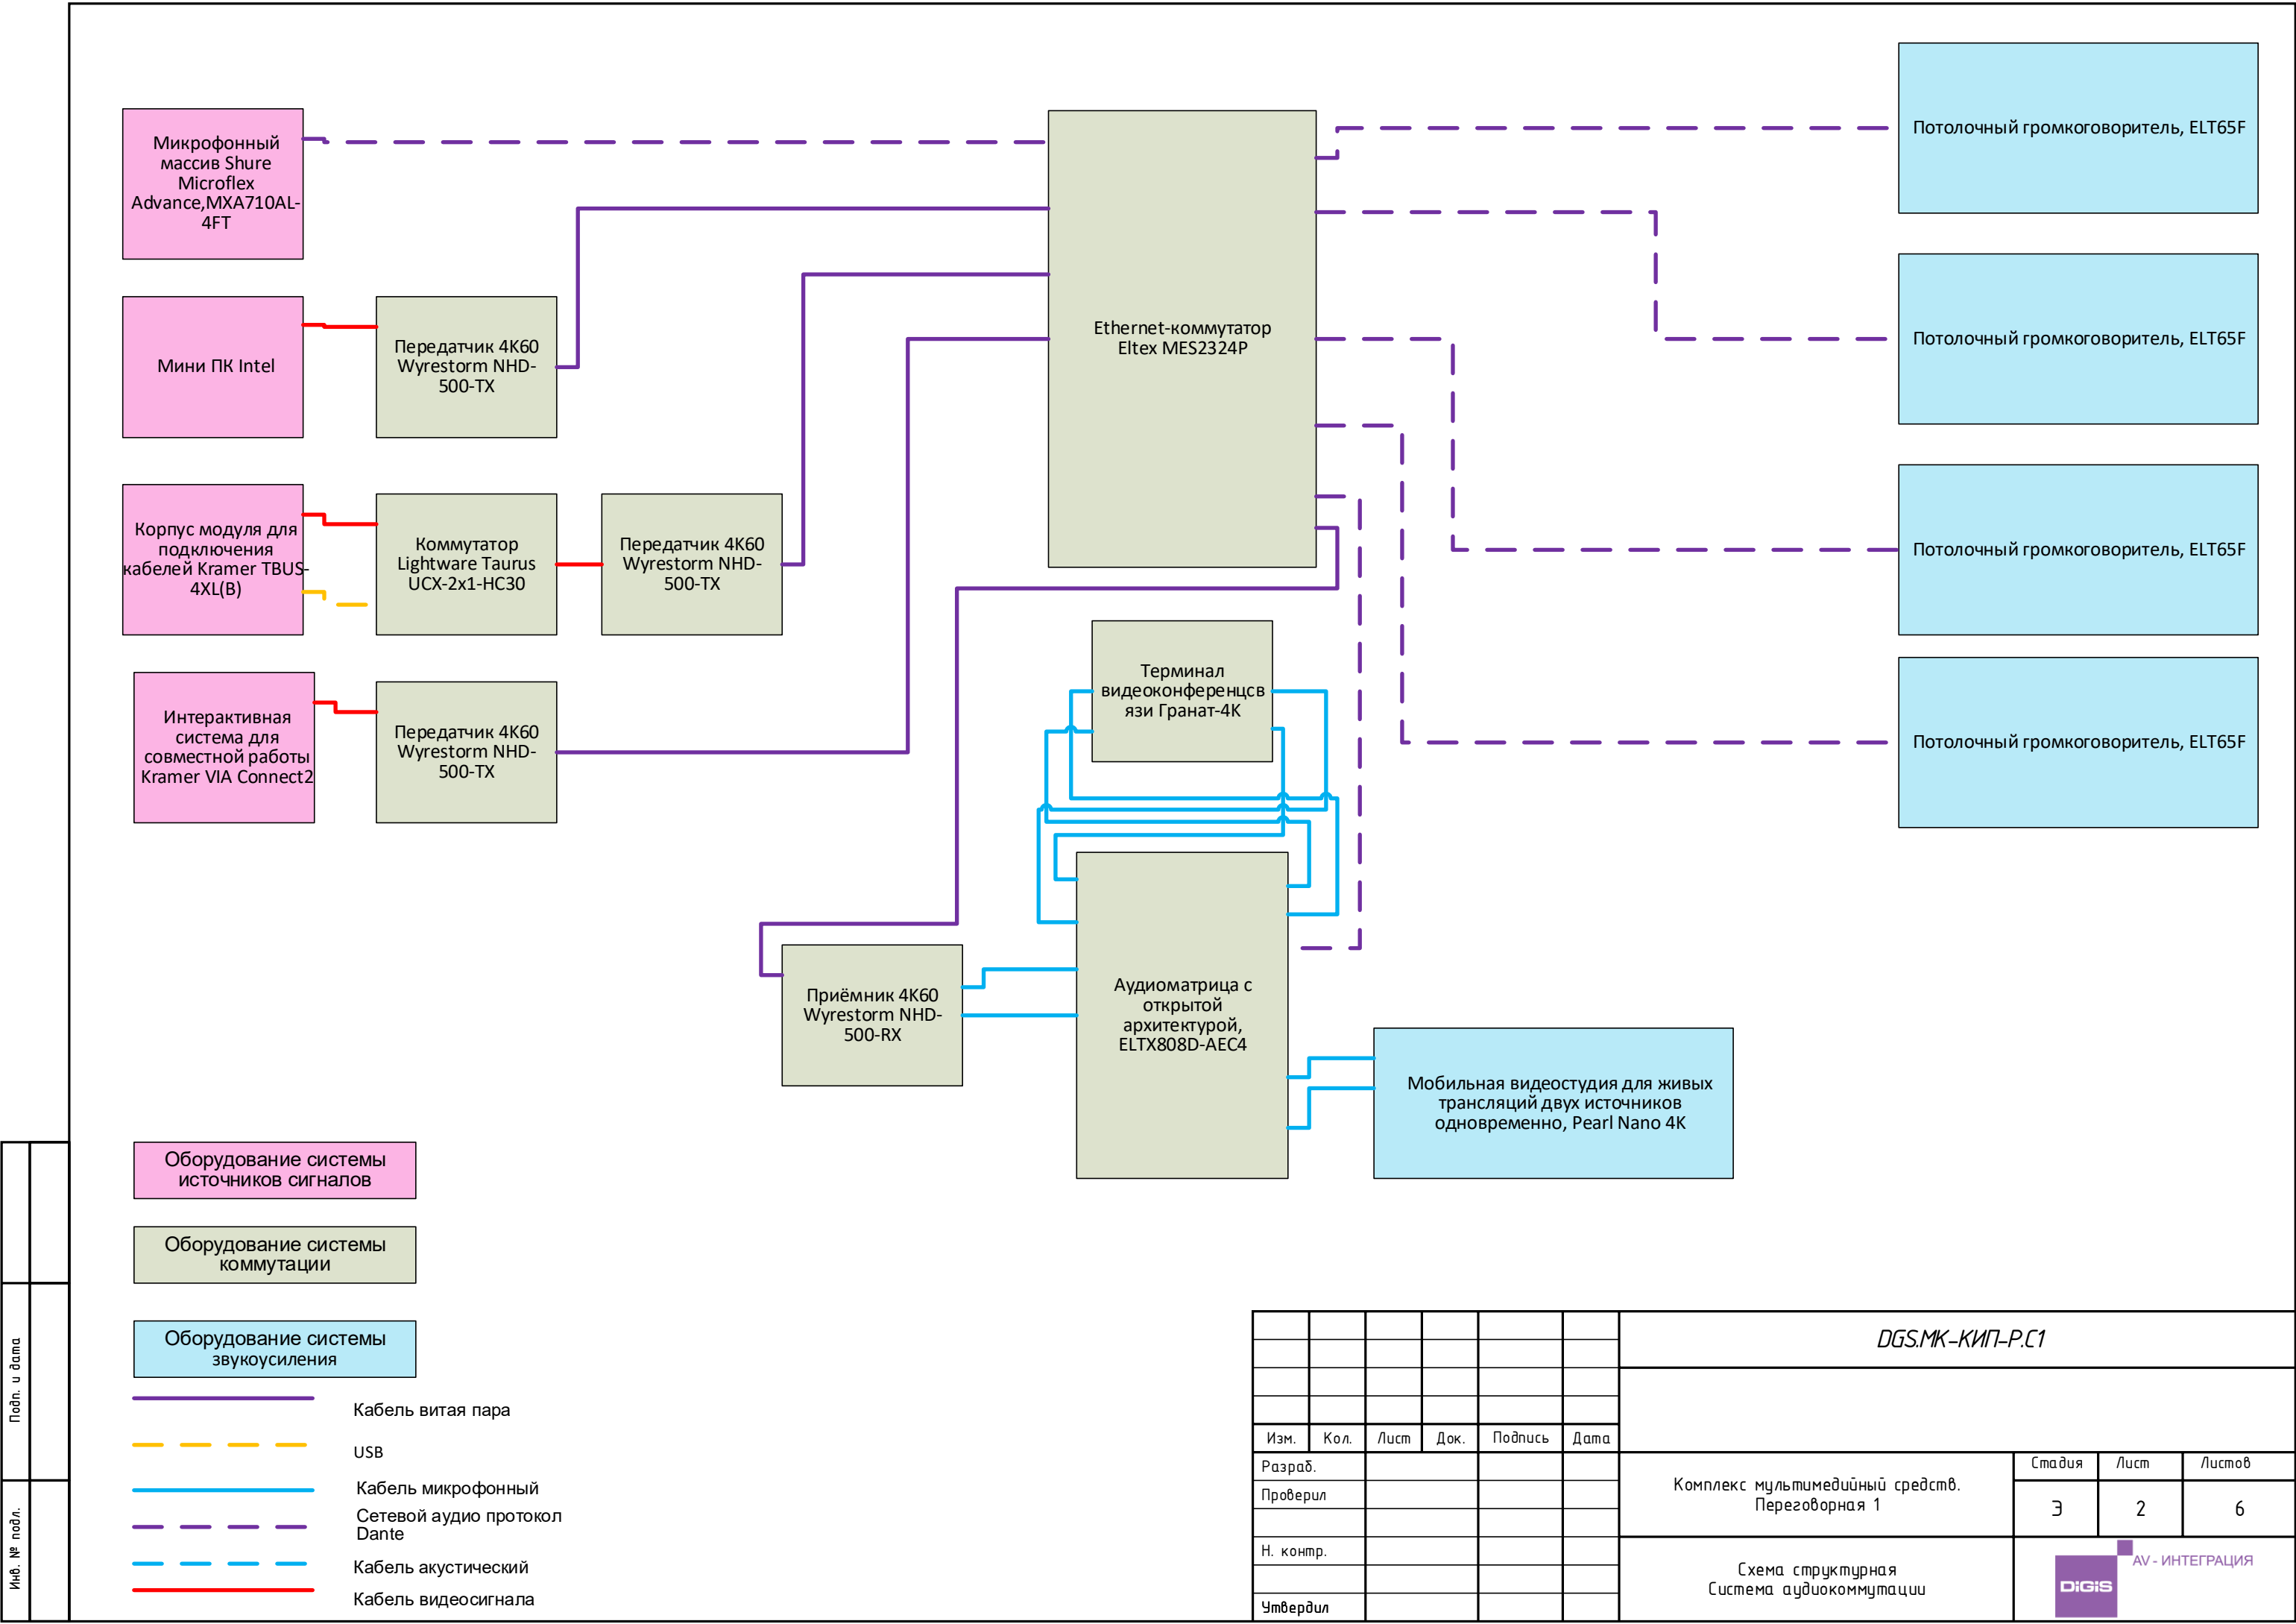 Микрофонный
массив Shure
Microflex
Advance,MXA710AL-
4FT
Мини ПК Intel
Передатчик 4K60
Wyrestorm NHD-
500-TX
Корпус модуля для
подключения
кабелей Kramer TBUS-
4XL(B)
Коммутатор
Lightware Taurus
UCX-2x1-HC30
Передатчик 4K60
Wyrestorm NHD-
500-TX
Интерактивная
система для
совместной работы
Kramer VIA Connect2
Передатчик 4K60
Wyrestorm NHD-
500-TX
Ethernet-коммутатор
Eltex MES2324P
Потолочный громкоговоритель, ELT65F
Потолочный громкоговоритель, ELT65F
Потолочный громкоговоритель, ELT65F
Потолочный громкоговоритель, ELT65F
Терминал
видеоконференцсв
язи Гранат-4К
Приёмник 4K60
Wyrestorm NHD-
500-RX
Аудиоматрица с
открытой
архитектурой,
ELTX808D-AEC4
Мобильная видеостудия для живых
трансляций двух источников
одновременно, Pearl Nano 4K
Оборудование системы
источников сигналов
Оборудование системы
коммутации
Оборудование системы
звукоусиления
Кабель витая пара
USB
Кабель микрофонный
Сетевой аудио протокол
Dante
Кабель акустический
Кабель видеосигнала
Подп. и дата
Инв. № подл.
DGS.МК-КИП-Р.С1
Изм. Кол. Лист Док. Подпись Дата
Разраб.
Проверил
Н. контр.
Утвердил
Комплекс мультимедийный средств.
Переговорная 1
Стадия Лист Листов
Э 2 6
Схема структурная
Система аудиокоммутации
DiGiS
AV - ИНТЕГРАЦИЯ